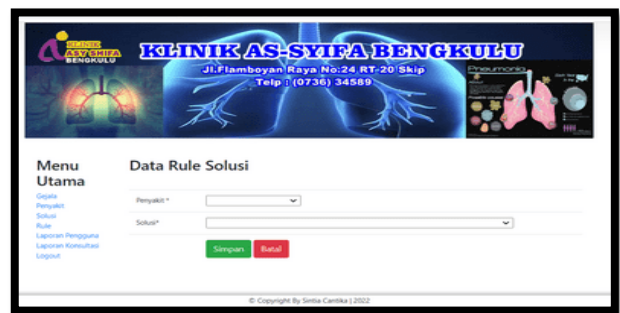 KLINIK
ASY SHIFA
BENGKULU
KLINIK AS-SYIFA BENGKULU
Jl.Flamboyan Raya No:24 RT-20 Skip
Telp : (0736) 34589
Pneumonia
Menu
Utama
Gejala
Penyakit
Solusi
Rule
Laporan Pengguna
Laporan Konsultasi
Logout
Data Rule Solusi
Penyakit *
Solusi*
Simpan Batal
© Copyright By Sintia Cantika | 2022